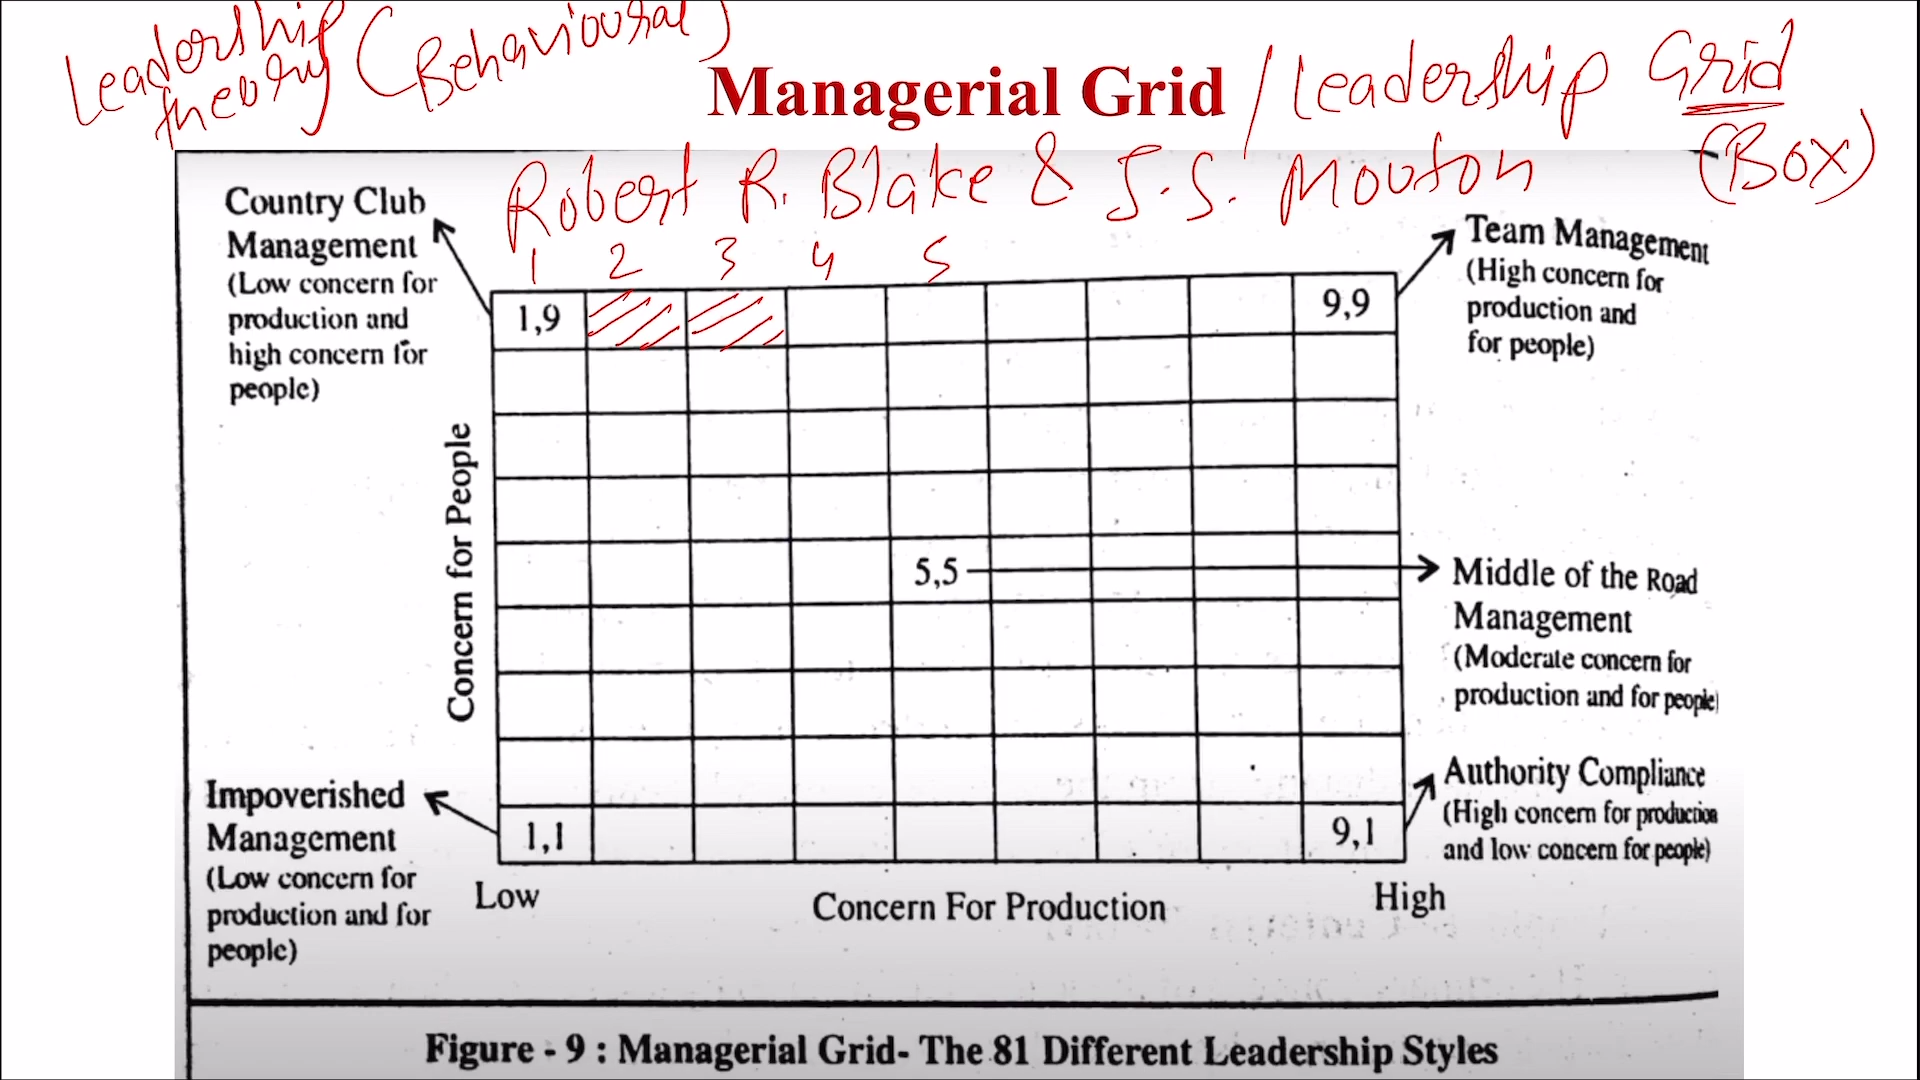 Leadership theory (Behavioural)
Managerial Grid / Leadership Grid
(Box)
Robert R. Blake & J.S. Mouton
1 2 3 4 5
Country Club
Management
(Low concern for
production and
high concern for
people)
Team Management
(High concern for
production and
for people)
1,9
9,9
Concern for People
5,5
Middle of the Road
Management
(Moderate concern for
production and for people)
Impoverished
Management
(Low concern for
production and for
people)
1,1
9,1
Authority Compliance
(High concern for production
and low concern for people)
Low
Concern For Production
High
Figure - 9 : Managerial Grid- The 81 Different Leadership Styles